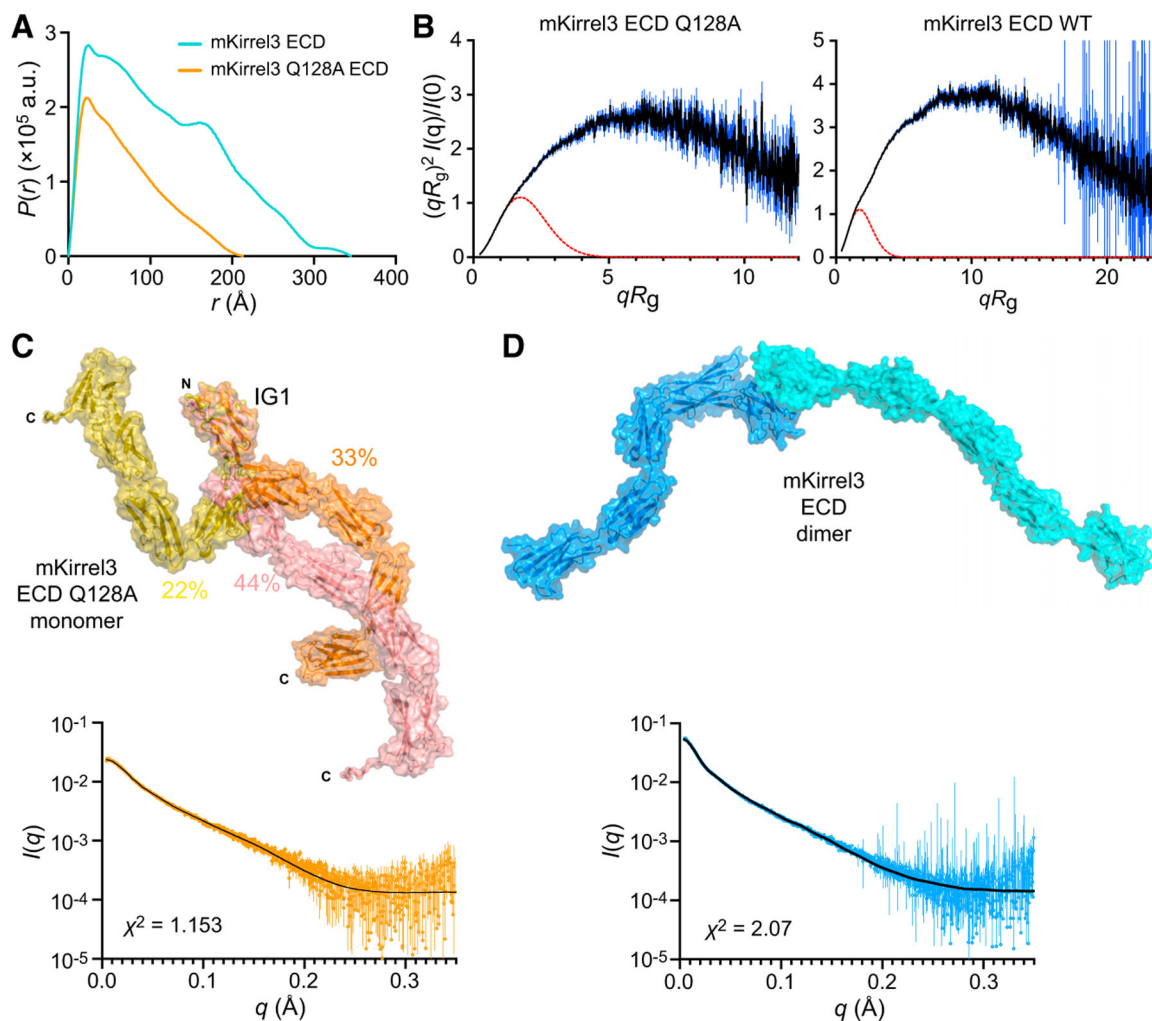 A
mKirrel3 ECD
mKirrel3 Q128A ECD
P(r) (×10⁵ a.u.)
3
2
1
0
0 100 200 300 400
r (Å)
B
mKirrel3 ECD Q128A
mKirrel3 ECD WT
(qRg)² I(q)/I(0)
4
3
2
1
0
5 10
qRg
5
4
3
2
1
0
10 20
qRg
C
N
IG1
C
33%
mKirrel3
ECD Q128A
monomer
22%
44%
C
C
D
mKirrel3
ECD
dimer
I(q)
10⁻¹
10⁻²
10⁻³
10⁻⁴
10⁻⁵
χ² = 1.153
0.0 0.1 0.2 0.3
q (Å)
I(q)
10⁻¹
10⁻²
10⁻³
10⁻⁴
10⁻⁵
χ² = 2.07
0.0 0.1 0.2 0.3
q (Å)